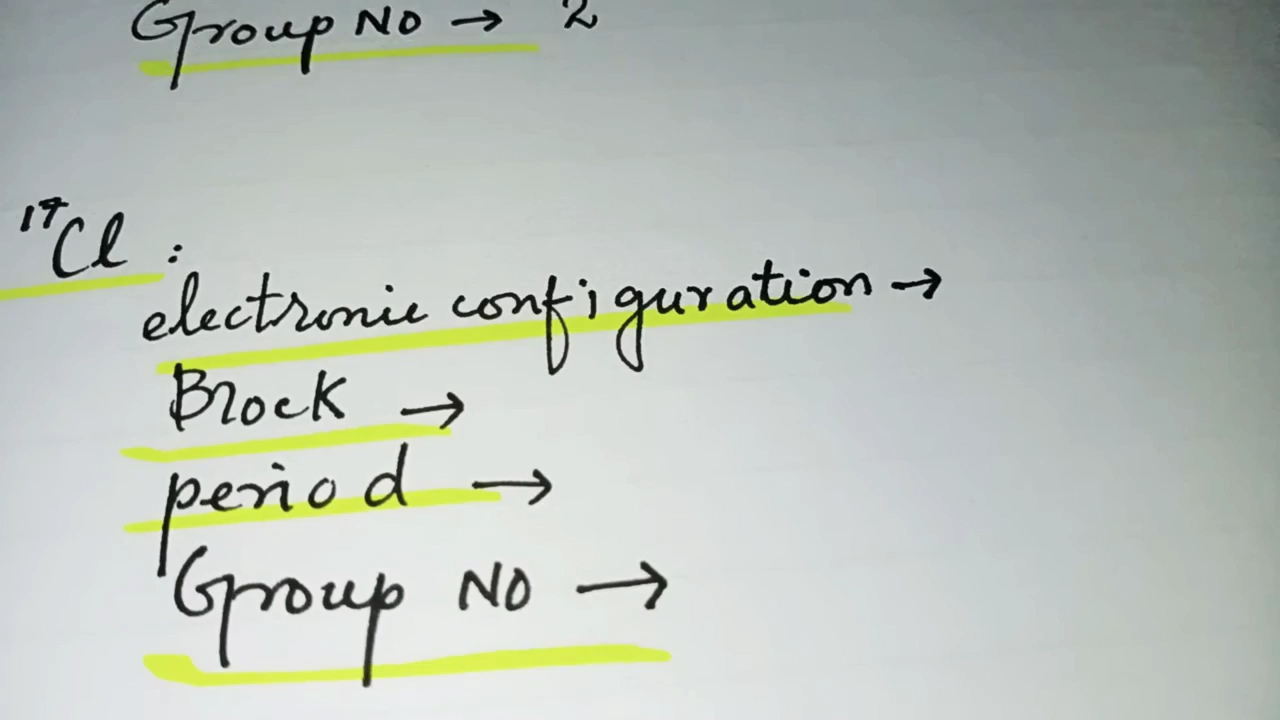 Group No → 2
¹⁷Cl :
electronic configuration →
Block →
period →
Group No →